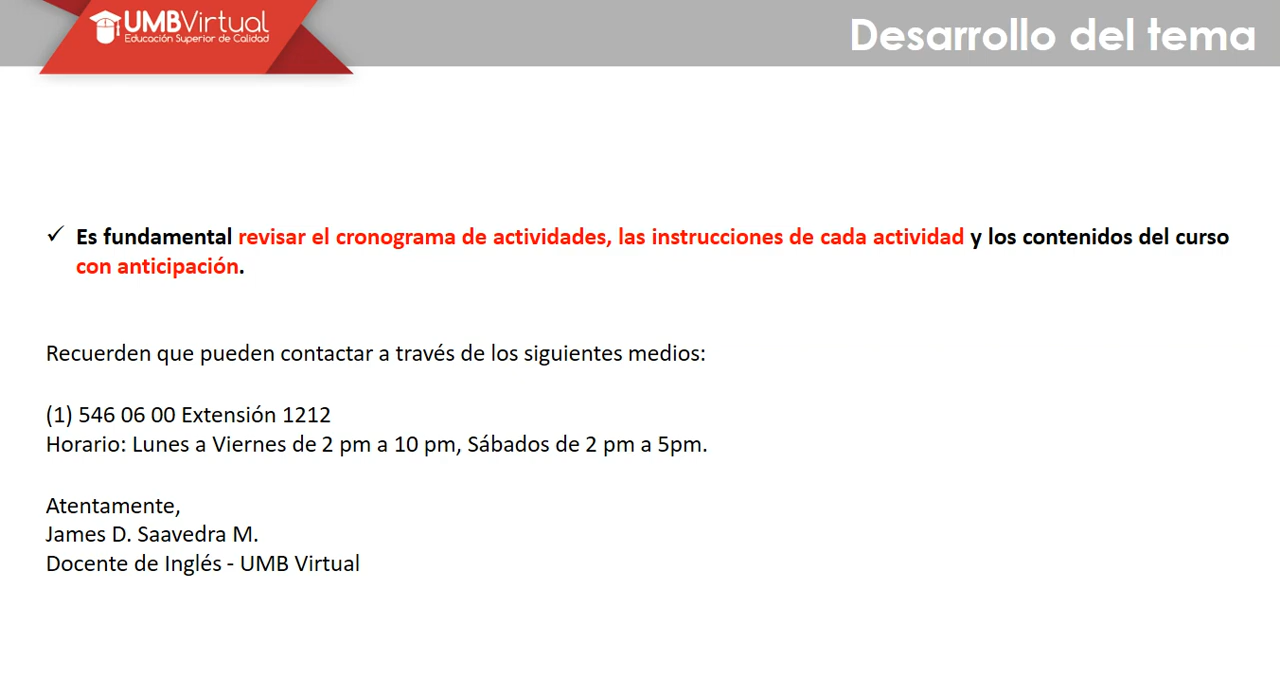 UMBVirtual
Educación Superior de Calidad
Desarrollo del tema
✓ Es fundamental revisar el cronograma de actividades, las instrucciones de cada actividad y los contenidos del curso
con anticipación.
Recuerden que pueden contactar a través de los siguientes medios:
(1) 546 06 00 Extensión 1212
Horario: Lunes a Viernes de 2 pm a 10 pm, Sábados de 2 pm a 5pm.
Atentamente,
James D. Saavedra M.
Docente de Inglés - UMB Virtual